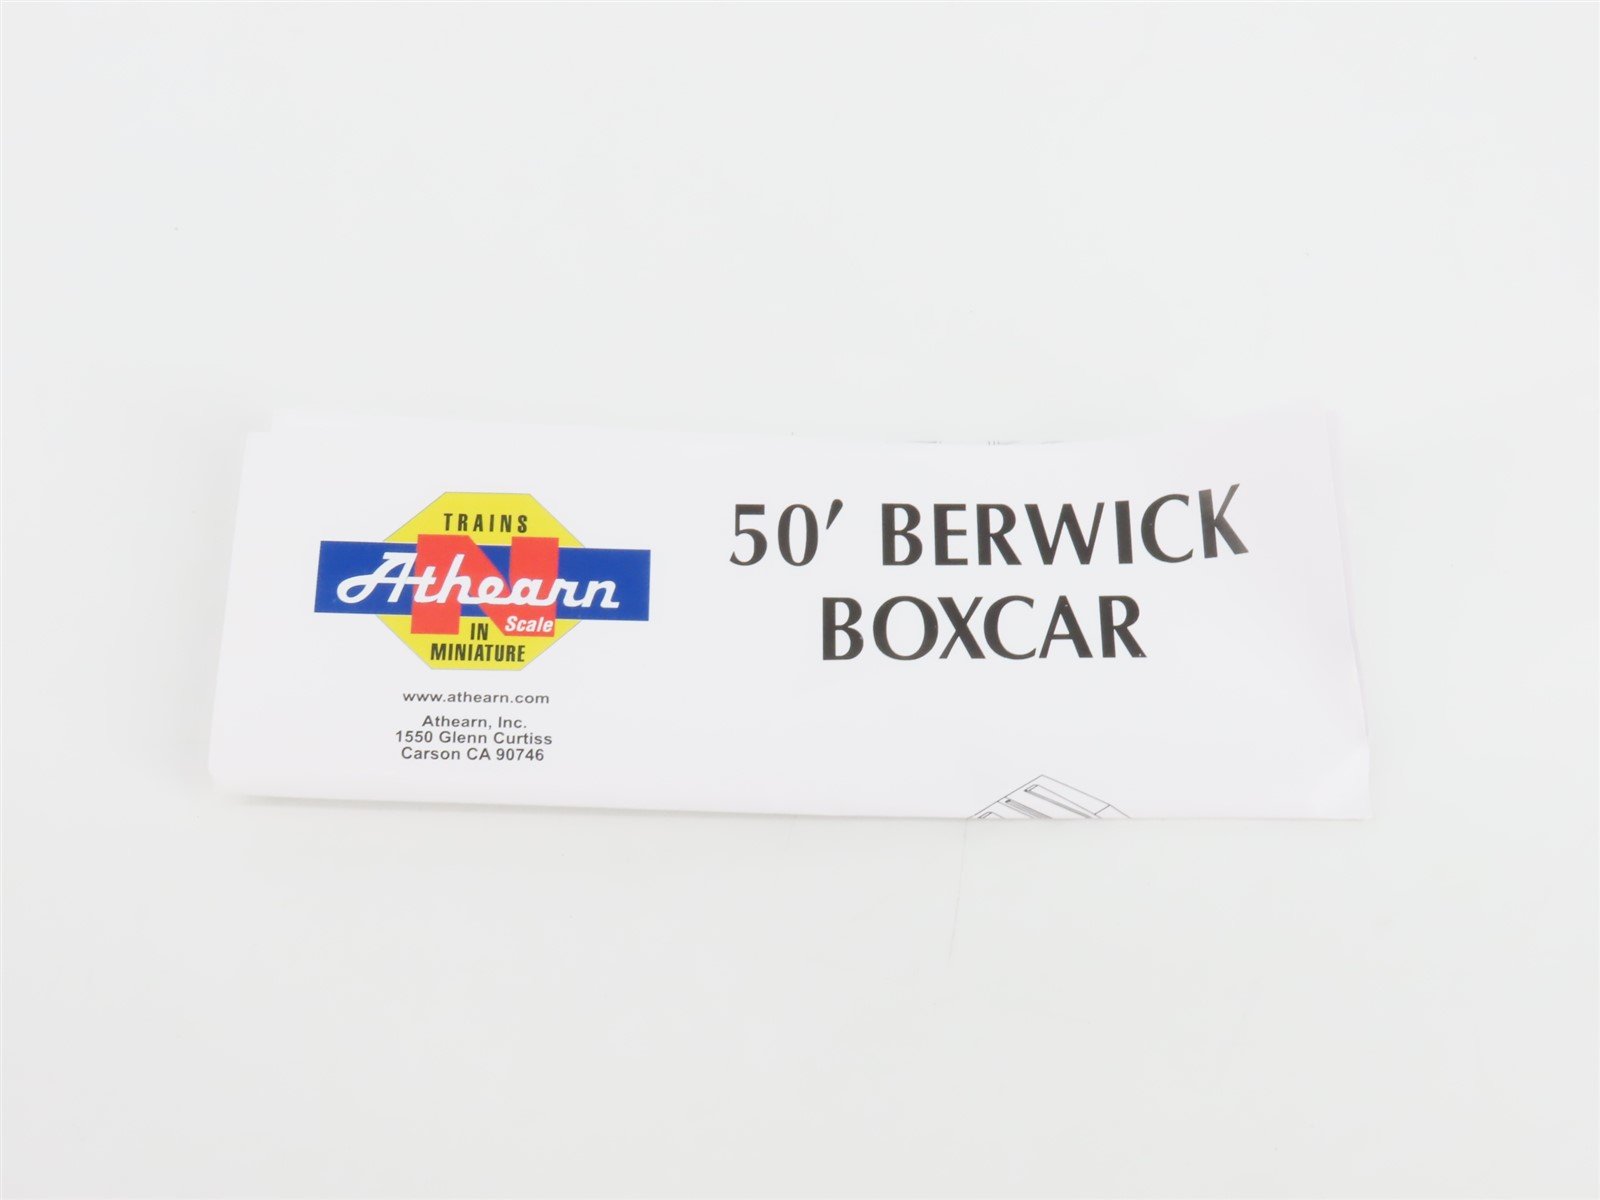 TRAINS
Athearn
N Scale
IN
MINIATURE
www.athearn.com
Athearn, Inc.
1550 Glenn Curtiss
Carson CA 90746
50' BERWICK
BOXCAR